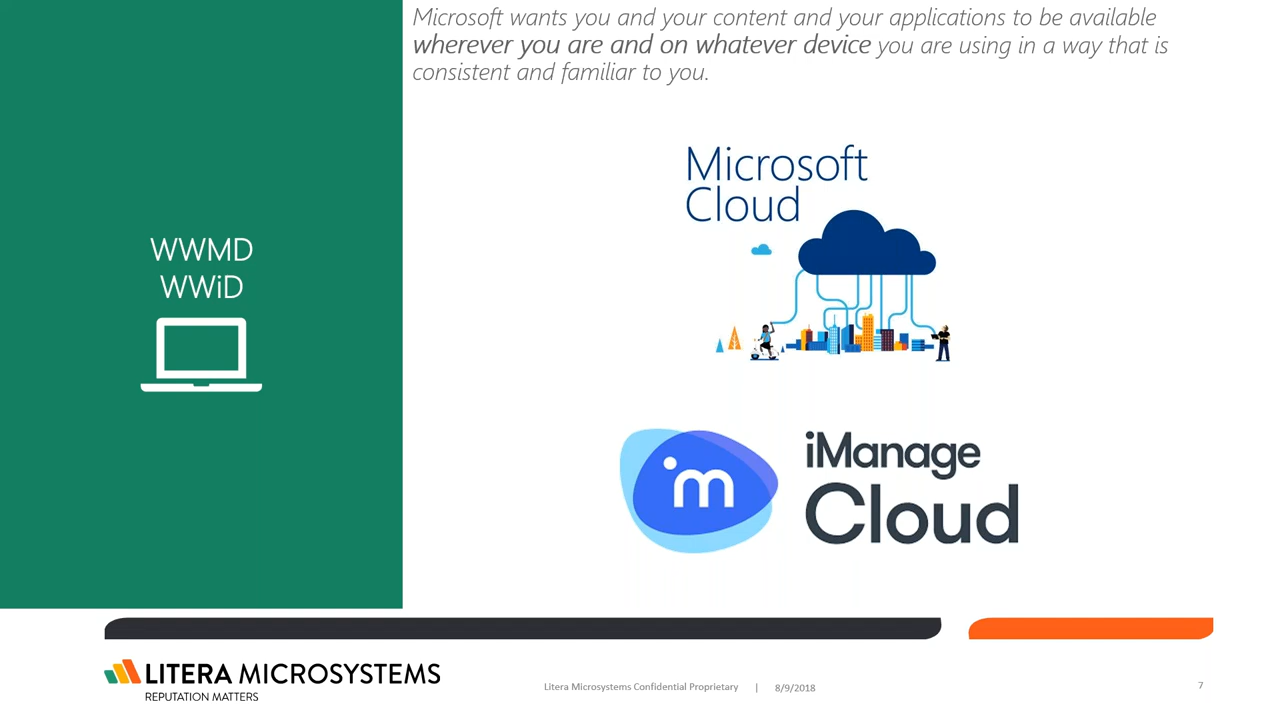 Microsoft wants you and your content and your applications to be available
wherever you are and on whatever device you are using in a way that is
consistent and familiar to you.
WWMD
WWiD
Microsoft
Cloud
im
iManage
Cloud
LITERA MICROSYSTEMS
REPUTATION MATTERS
Litera Microsystems Confidential Proprietary | 8/9/2018
7